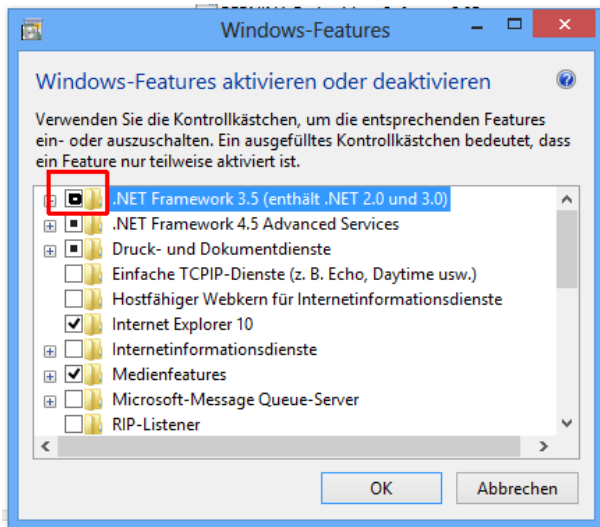 Windows-Features
Windows-Features aktivieren oder deaktivieren
Verwenden Sie die Kontrollkästchen, um die entsprechenden Features
ein- oder auszuschalten. Ein ausgefülltes Kontrollkästchen bedeutet, dass
ein Feature nur teilweise aktiviert ist.
.NET Framework 3.5 (enthält .NET 2.0 und 3.0)
.NET Framework 4.5 Advanced Services
Druck- und Dokumentdienste
Einfache TCPIP-Dienste (z. B. Echo, Daytime usw.)
Hostfähiger Webkern für Internetinformationsdienste
Internet Explorer 10
Internetinformationsdienste
Medienfeatures
Microsoft-Message Queue-Server
RIP-Listener
OK Abbrechen